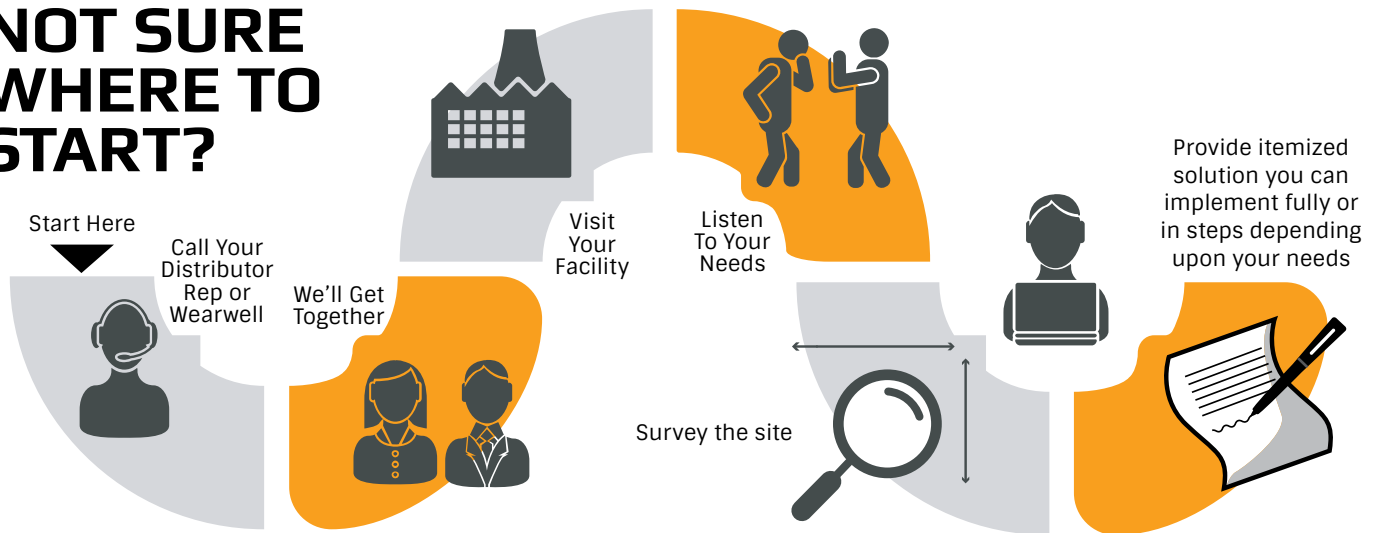 NOT SURE
WHERE TO
START?
Start Here
Call Your
Distributor
Rep or
Wearwell
We'll Get
Together
Visit
Your
Facility
Listen
To Your
Needs
Survey the site
Provide itemized
solution you can
implement fully or
in steps depending
upon your needs